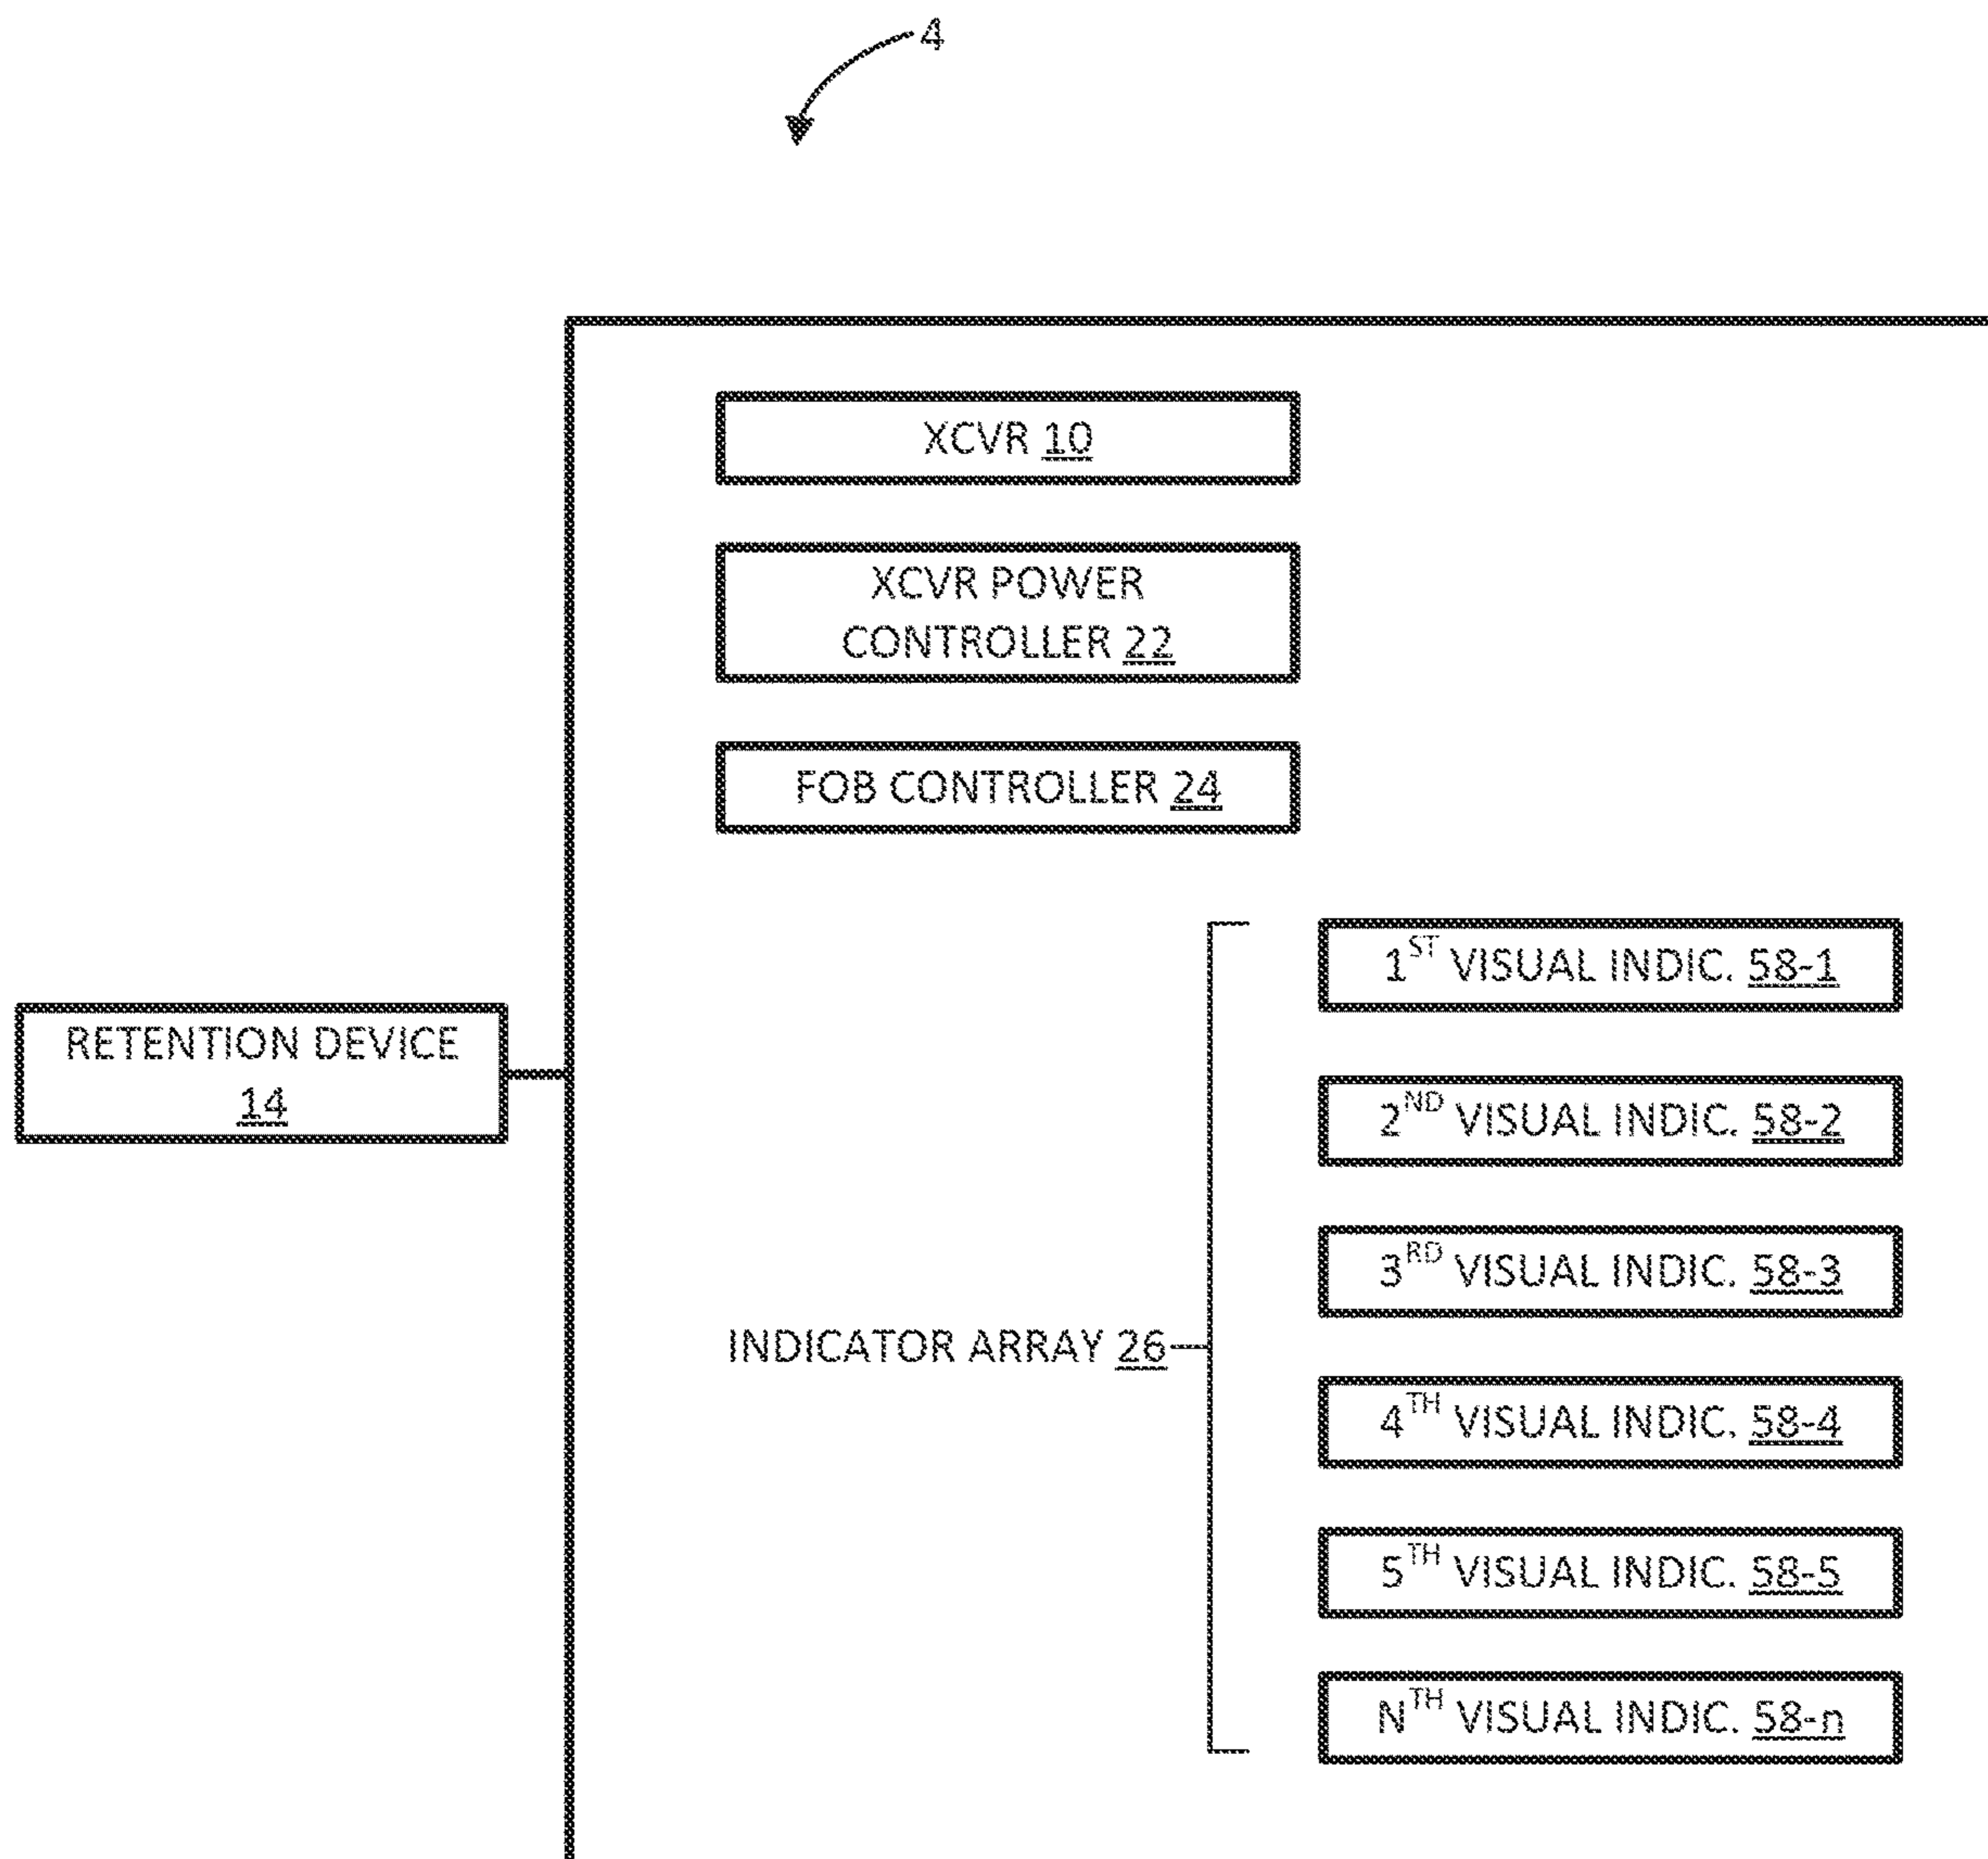 4
XCVR 10
XCVR POWER
CONTROLLER 22
FOB CONTROLLER 24
RETENTION DEVICE
14
INDICATOR ARRAY 26
1ST VISUAL INDIC. 58-1
2ND VISUAL INDIC. 58-2
3RD VISUAL INDIC. 58-3
4TH VISUAL INDIC. 58-4
5TH VISUAL INDIC. 58-5
NTH VISUAL INDIC. 58-n